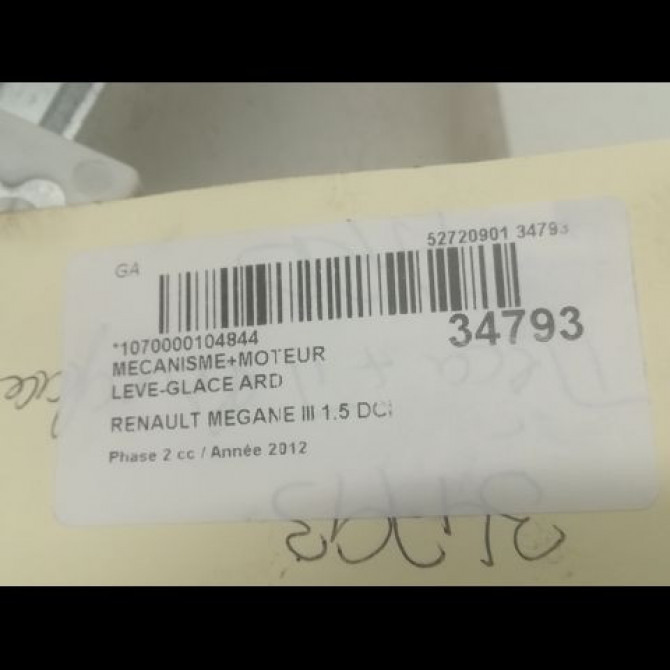 GA
52720901 34793
*1070000104844
34793
MECANISME+MOTEUR
LEVE-GLACE ARD
RENAULT MEGANE III 1.5 DCI
Phase 2 cc / Année 2012